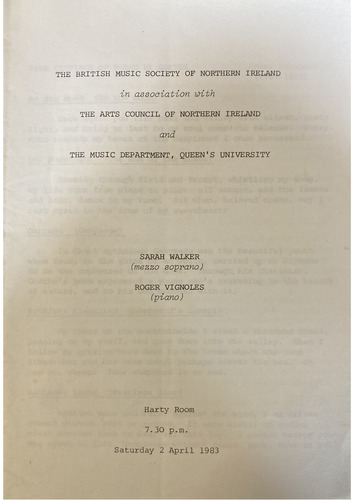 THE BRITISH MUSIC SOCIETY OF NORTHERN IRELAND
in association with
THE ARTS COUNCIL OF NORTHERN IRELAND
and
THE MUSIC DEPARTMENT, QUEEN'S UNIVERSITY
SARAH WALKER
(mezzo soprano)
ROGER VIGNOLES
(piano)
Harty Room
7.30 p.m.
Saturday 2 April 1983